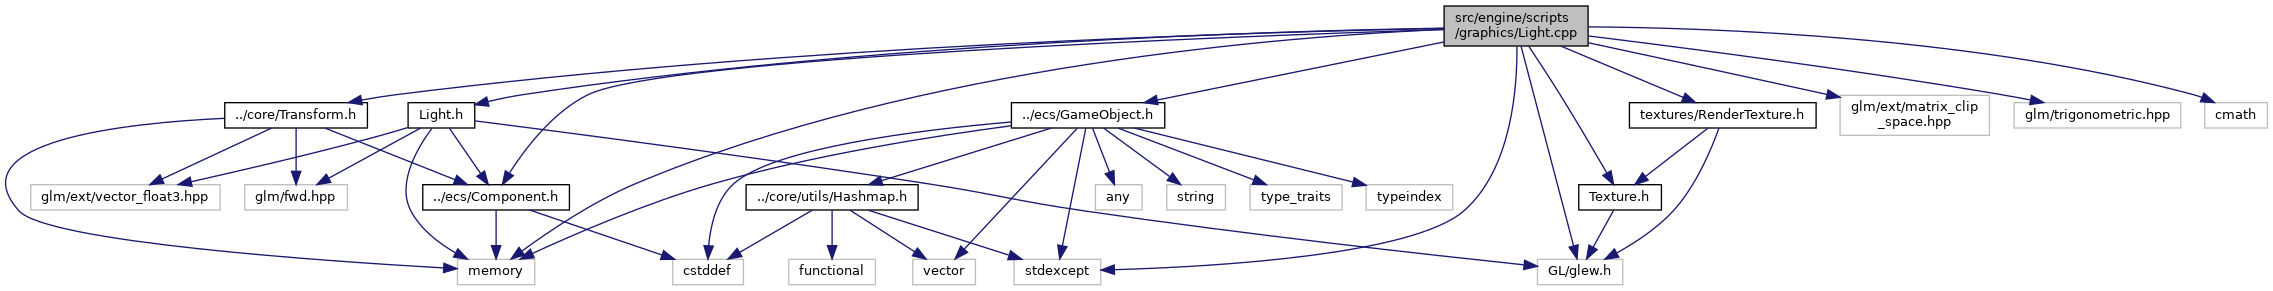 src/engine/scripts
/graphics/Light.cpp
../core/Transform.h
Light.h
../ecs/GameObject.h
textures/RenderTexture.h
glm/ext/matrix_clip
_space.hpp
glm/trigonometric.hpp
cmath
glm/ext/vector_float3.hpp
glm/fwd.hpp
../ecs/Component.h
../core/utils/Hashmap.h
any
string
type_traits
typeindex
Texture.h
memory
cstddef
functional
vector
stdexcept
GL/glew.h